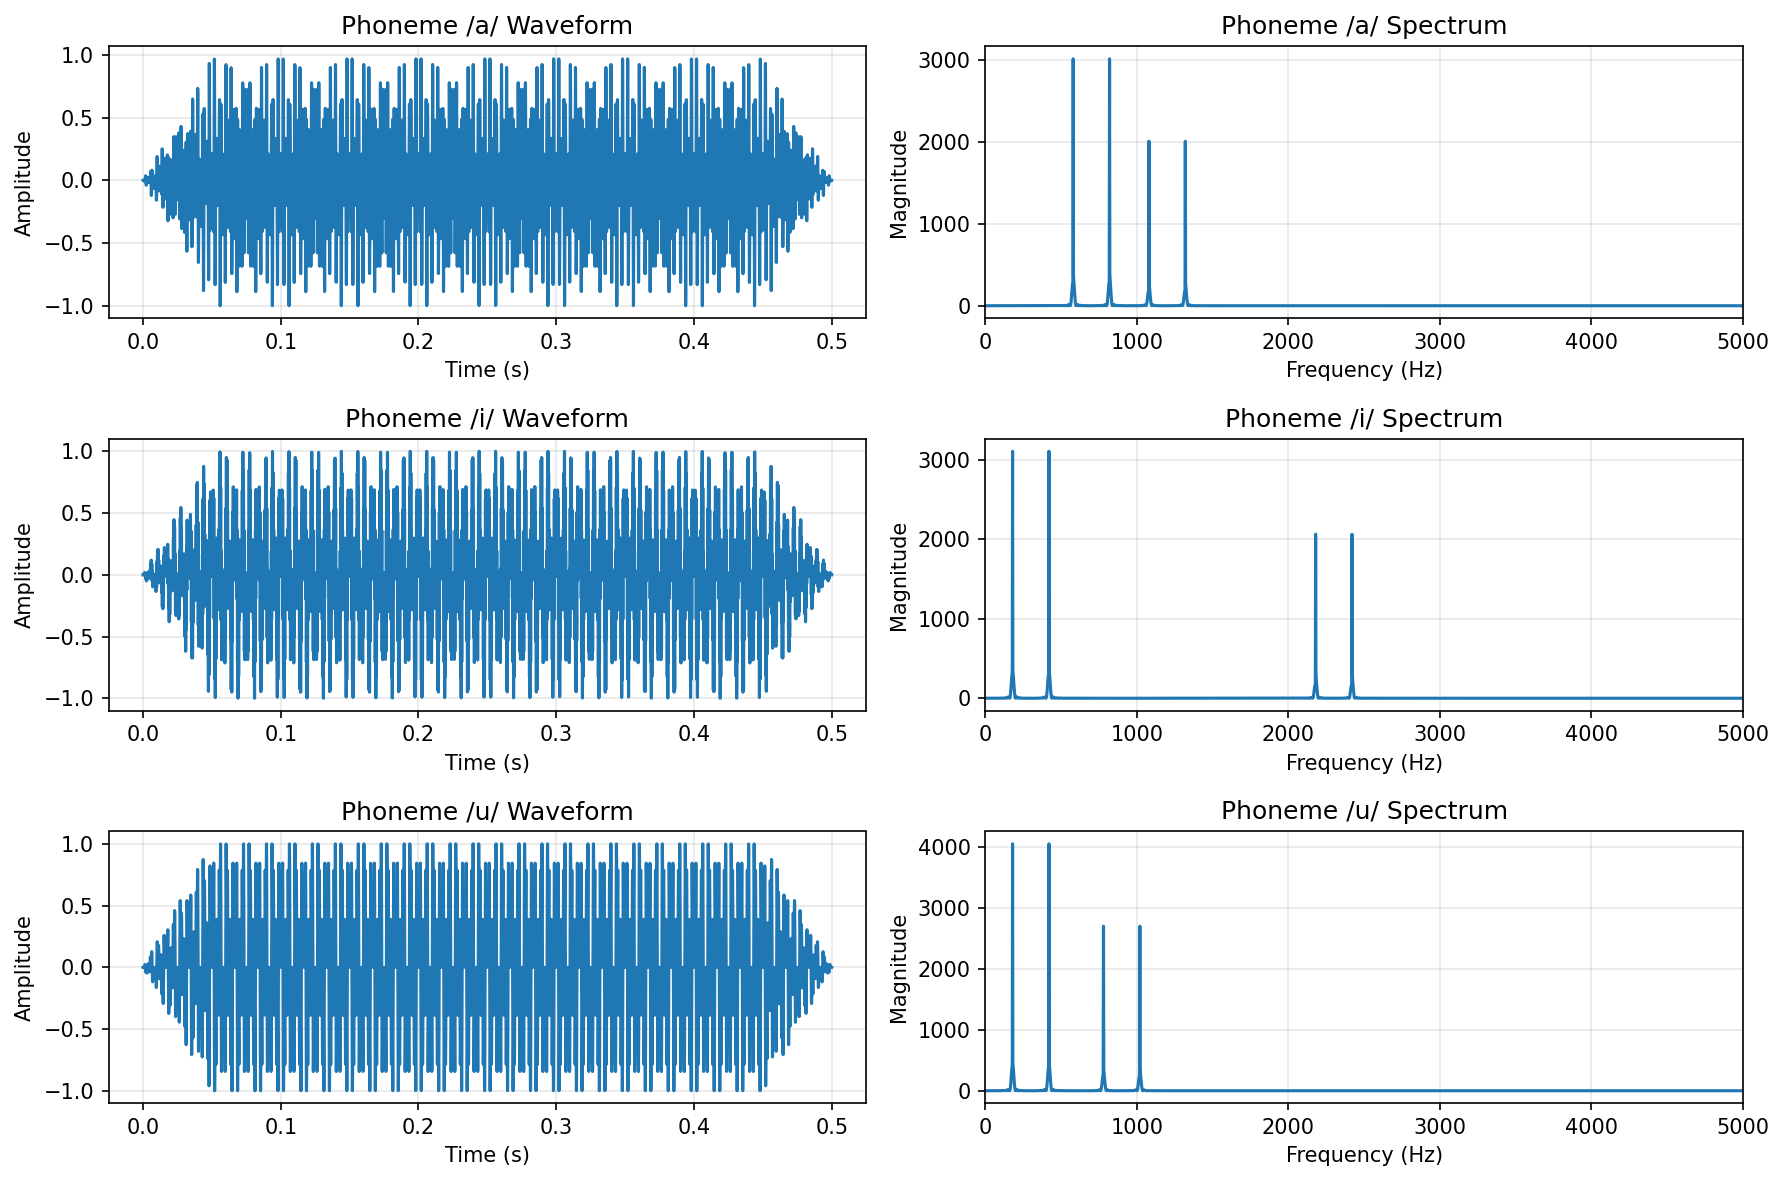 Phoneme /a/ Waveform
Amplitude
1.0
0.5
0.0
−0.5
−1.0
0.0 0.1 0.2 0.3 0.4 0.5
Time (s)
Phoneme /a/ Spectrum
Magnitude
3000
2000
1000
0
0 1000 2000 3000 4000 5000
Frequency (Hz)
Phoneme /i/ Waveform
Amplitude
1.0
0.5
0.0
−0.5
−1.0
0.0 0.1 0.2 0.3 0.4 0.5
Time (s)
Phoneme /i/ Spectrum
Magnitude
3000
2000
1000
0
0 1000 2000 3000 4000 5000
Frequency (Hz)
Phoneme /u/ Waveform
Amplitude
1.0
0.5
0.0
−0.5
−1.0
0.0 0.1 0.2 0.3 0.4 0.5
Time (s)
Phoneme /u/ Spectrum
Magnitude
4000
3000
2000
1000
0
0 1000 2000 3000 4000 5000
Frequency (Hz)